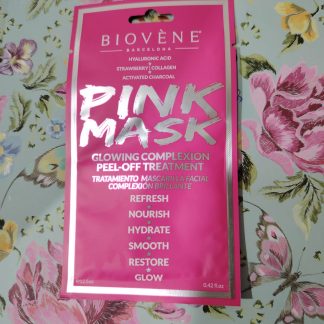 BIOVÈNE®
BARCELONA
HYALURONIC ACID
STRAWBERRY COLLAGEN
ACTIVATED CHARCOAL
PINK
MASK
GLOWING COMPLEXION
PEEL-OFF TREATMENT
TRATAMIENTO MASCARILLA FACIAL
COMPLEXIÓN BRILLANTE
REFRESH
NOURISH
HYDRATE
SMOOTH
RESTORE
GLOW
0.42 fl.oz